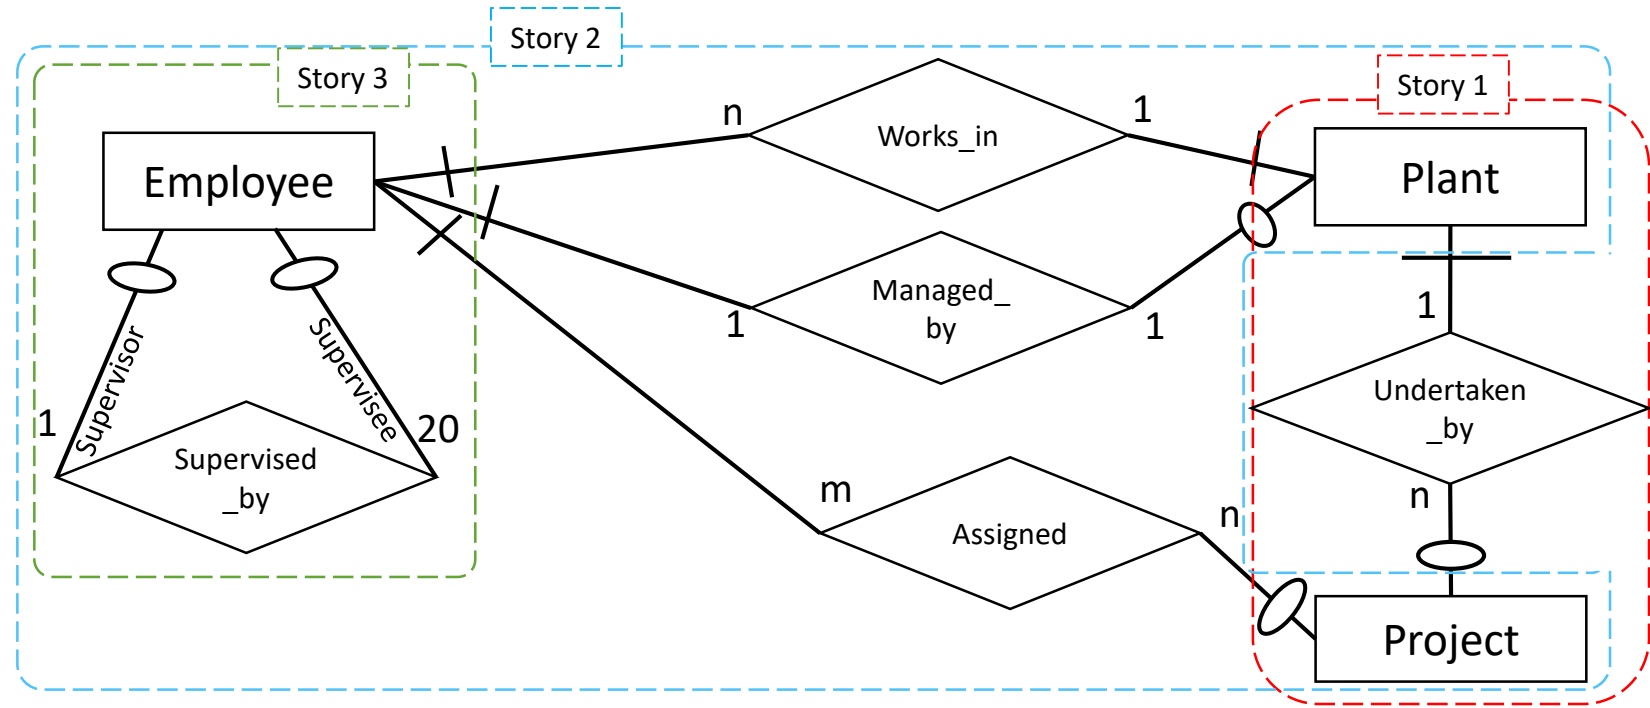 Story 2
Story 3
Story 1
n
1
Works_in
Employee
Plant
Managed_
by
1
1
1
Supervisor
Supervisee
Undertaken
_by
1
20
Supervised
_by
m
n
n
Assigned
Project